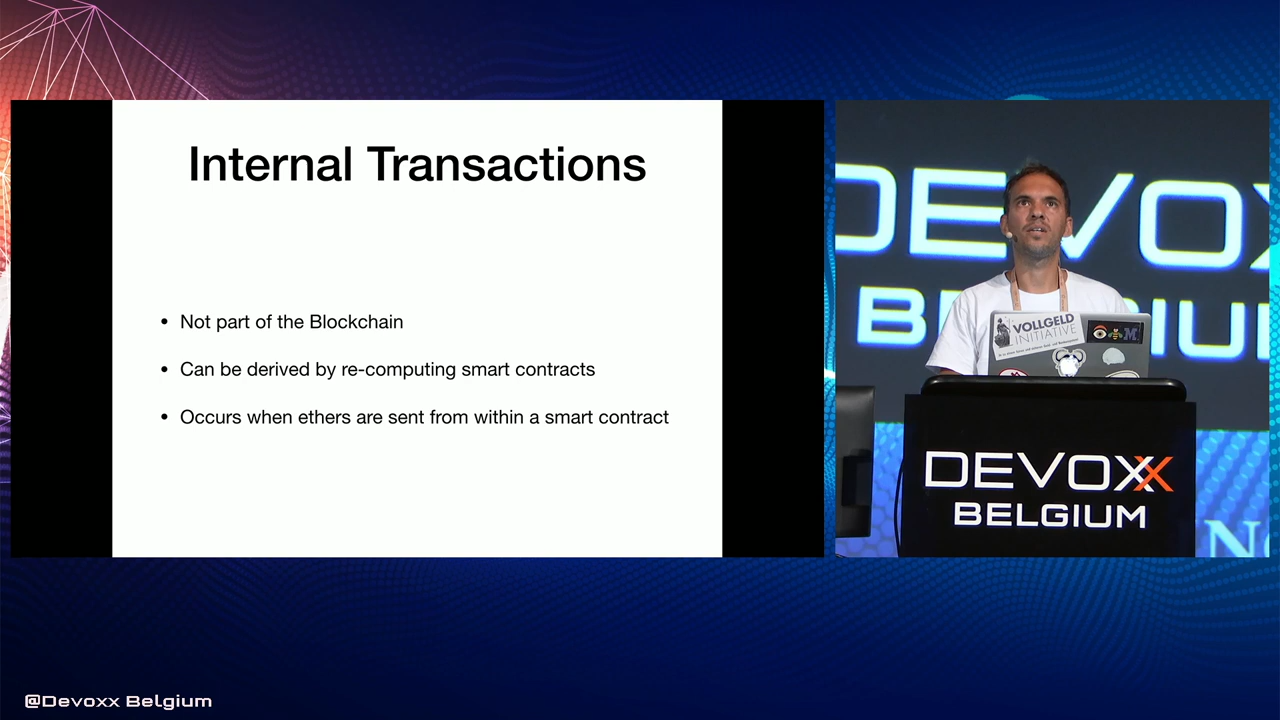 Internal Transactions
• Not part of the Blockchain
• Can be derived by re-computing smart contracts
• Occurs when ethers are sent from within a smart contract
DEVOX
BELGIUM
VOLLGELD
INITIATIVE
M
DEVOXX
BELGIUM
@Devoxx Belgium